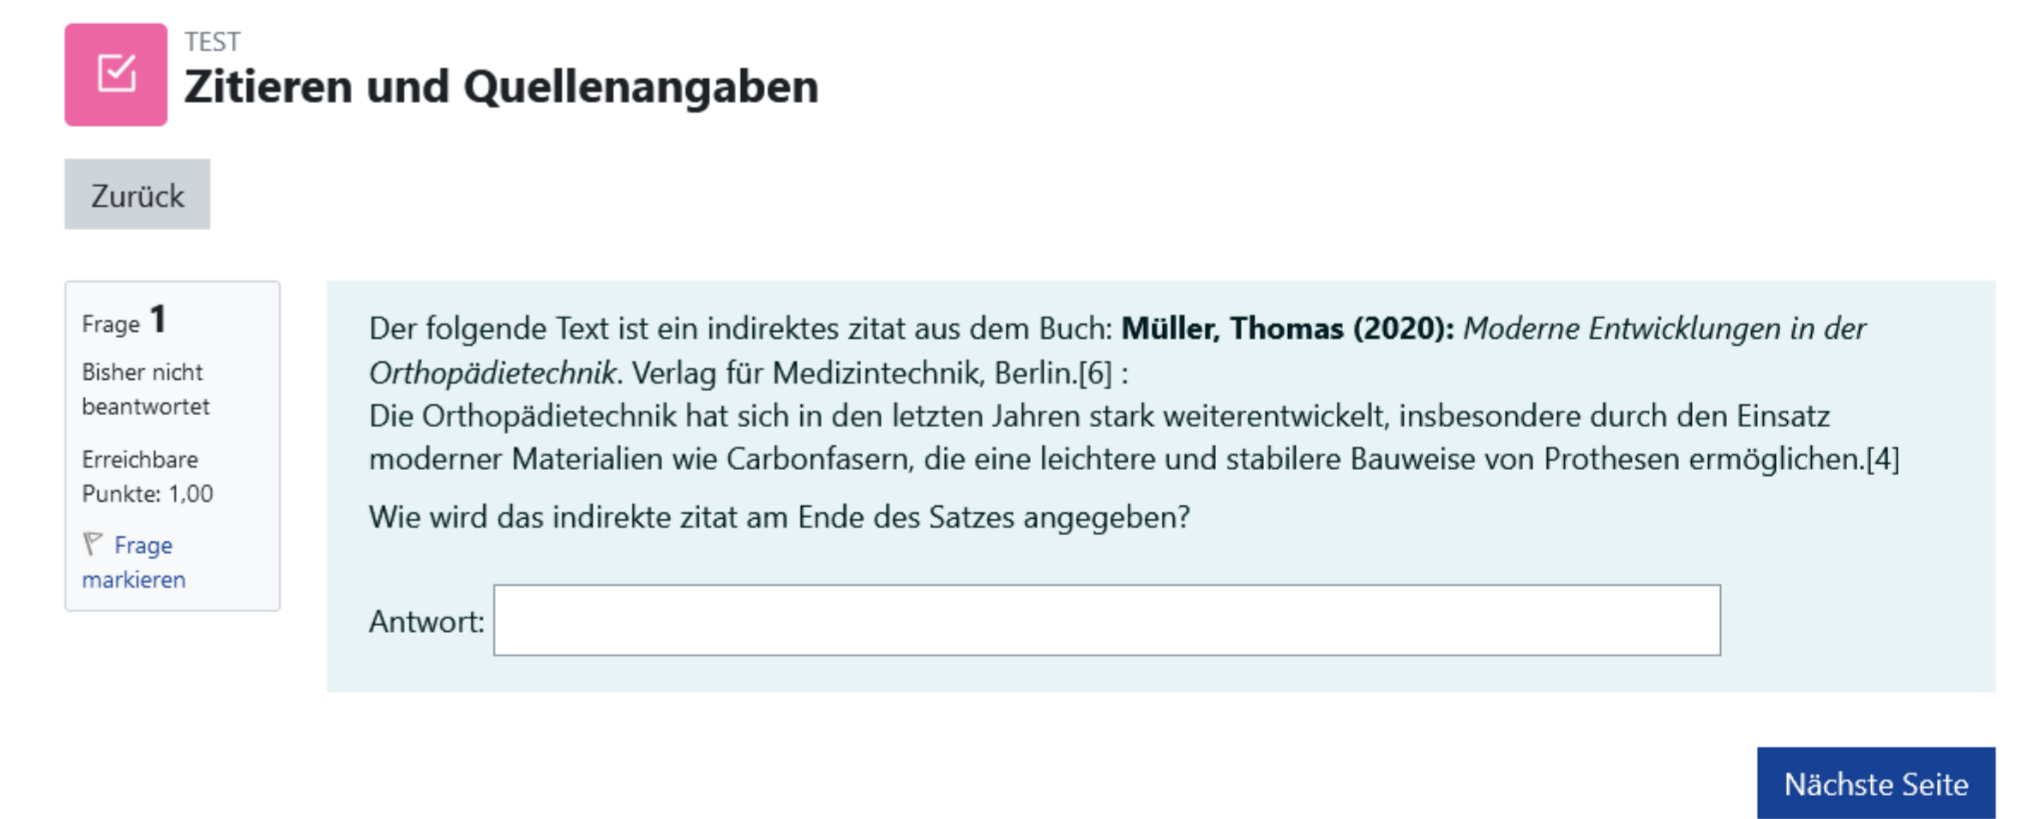 TEST
Zitieren und Quellenangaben
Zurück
Frage 1
Bisher nicht
beantwortet
Erreichbare
Punkte: 1,00
Frage
markieren
Der folgende Text ist ein indirektes zitat aus dem Buch: Müller, Thomas (2020): Moderne Entwicklungen in der
Orthopädietechnik. Verlag für Medizintechnik, Berlin.[6] :
Die Orthopädietechnik hat sich in den letzten Jahren stark weiterentwickelt, insbesondere durch den Einsatz
moderner Materialien wie Carbonfasern, die eine leichtere und stabilere Bauweise von Prothesen ermöglichen.[4]
Wie wird das indirekte zitat am Ende des Satzes angegeben?
Antwort:
Nächste Seite